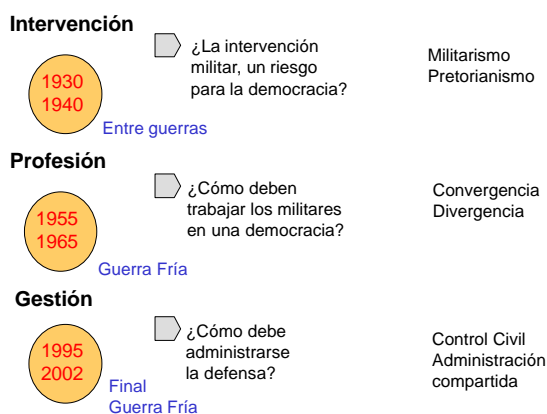 Intervención
¿La intervención
militar, un riesgo
para la democracia?
Militarismo
Pretorianismo
1930
1940
Entre guerras
Profesión
¿Cómo deben
trabajar los militares
en una democracia?
Convergencia
Divergencia
1955
1965
Guerra Fría
Gestión
¿Cómo debe
administrarse
la defensa?
Control Civil
Administración
compartida
1995
2002
Final
Guerra Fría